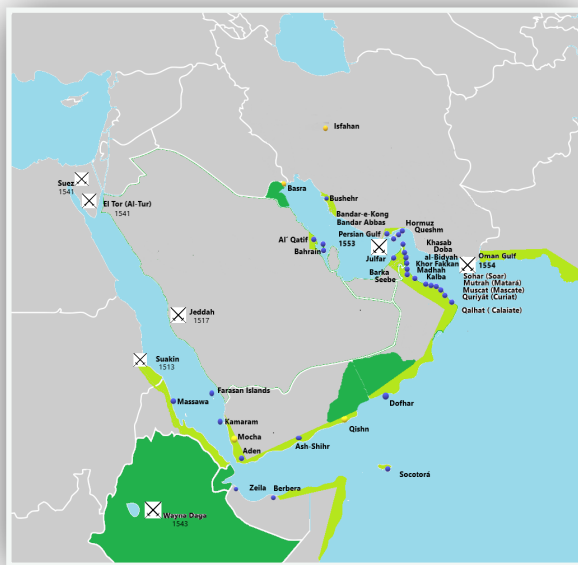 Isfahan
Suez
1541
El Tor (Al-Tur)
1541
Basra
Bushehr
Bandar-e-Kong
Bandar Abbas
Hormuz
Queshm
Persian Gulf
1553
Al´ Qatif
Bahrain
Julfar
Khasab
Doba
al-Bidyah
Khor Fakkan
Madhah
Kalba
Barka
Seebe
Oman Gulf
1554
Sohar (Soar)
Mutrah (Matará)
Muscat (Mascate)
Quriyát (Curiat)
Qalhat ( Calaiate)
Jeddah
1517
Suakin
1513
Massawa
Farasan Islands
Kamaram
Mocha
Aden
Ash-Shihr
Qishn
Dofhar
Socotorá
Zeila
Berbera
Wayna Daga
1543